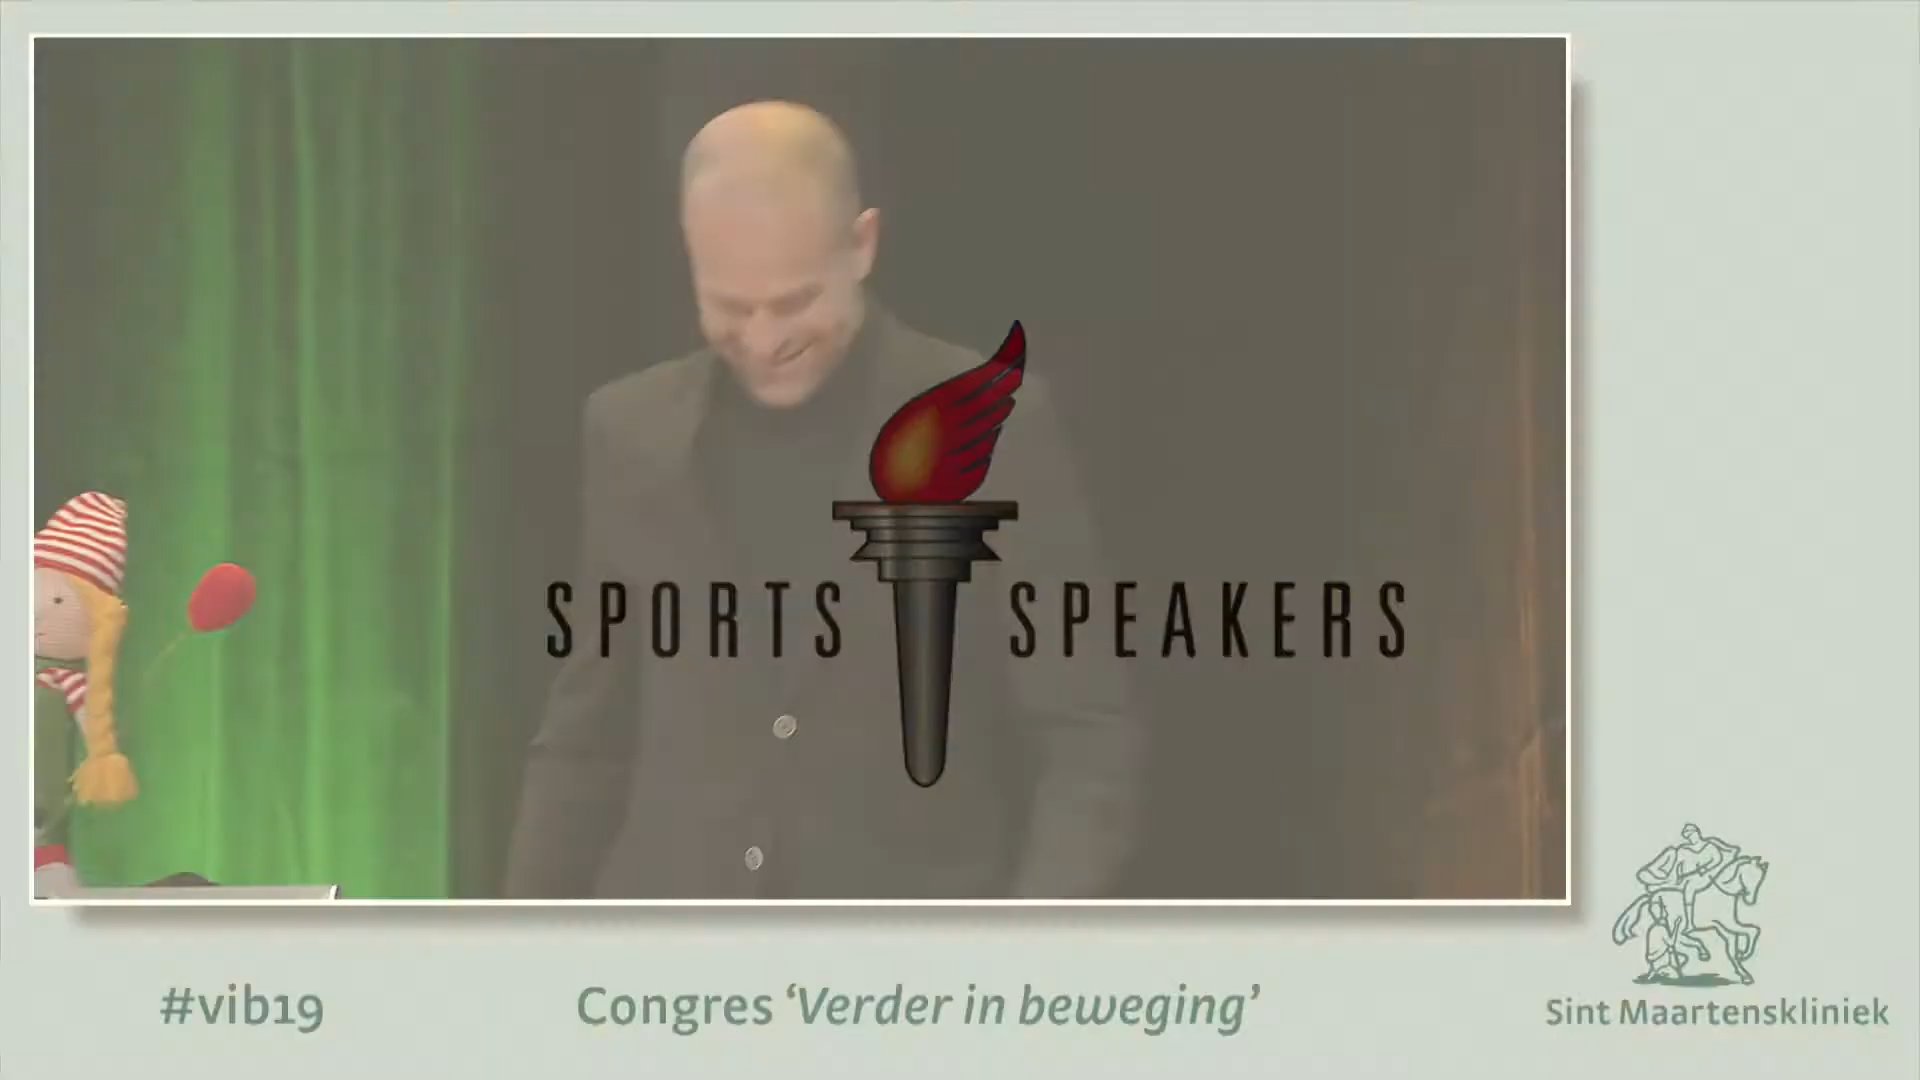 SPORTS SPEAKERS
#vib19
Congres ‘Verder in beweging’
Sint Maartenskliniek